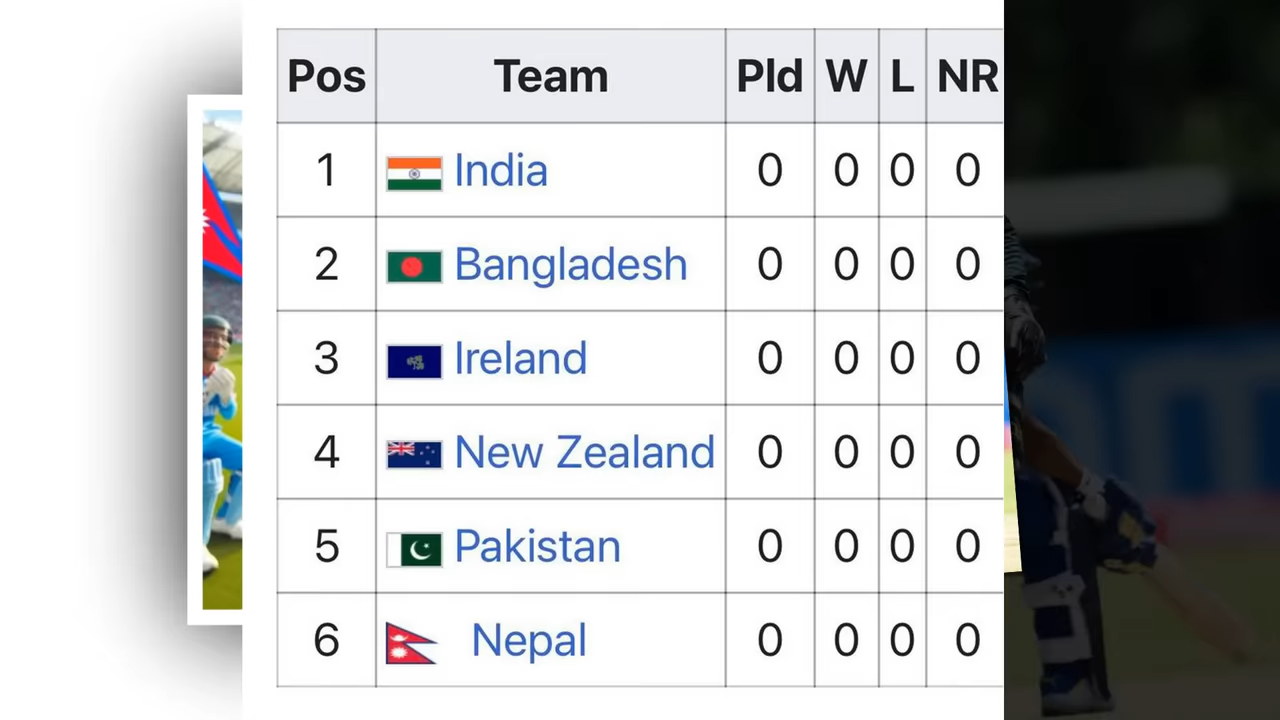 Pos Team Pld W L NR
1 India 0 0 0 0
2 Bangladesh 0 0 0 0
3 Ireland 0 0 0 0
4 New Zealand 0 0 0 0
5 Pakistan 0 0 0 0
6 Nepal 0 0 0 0